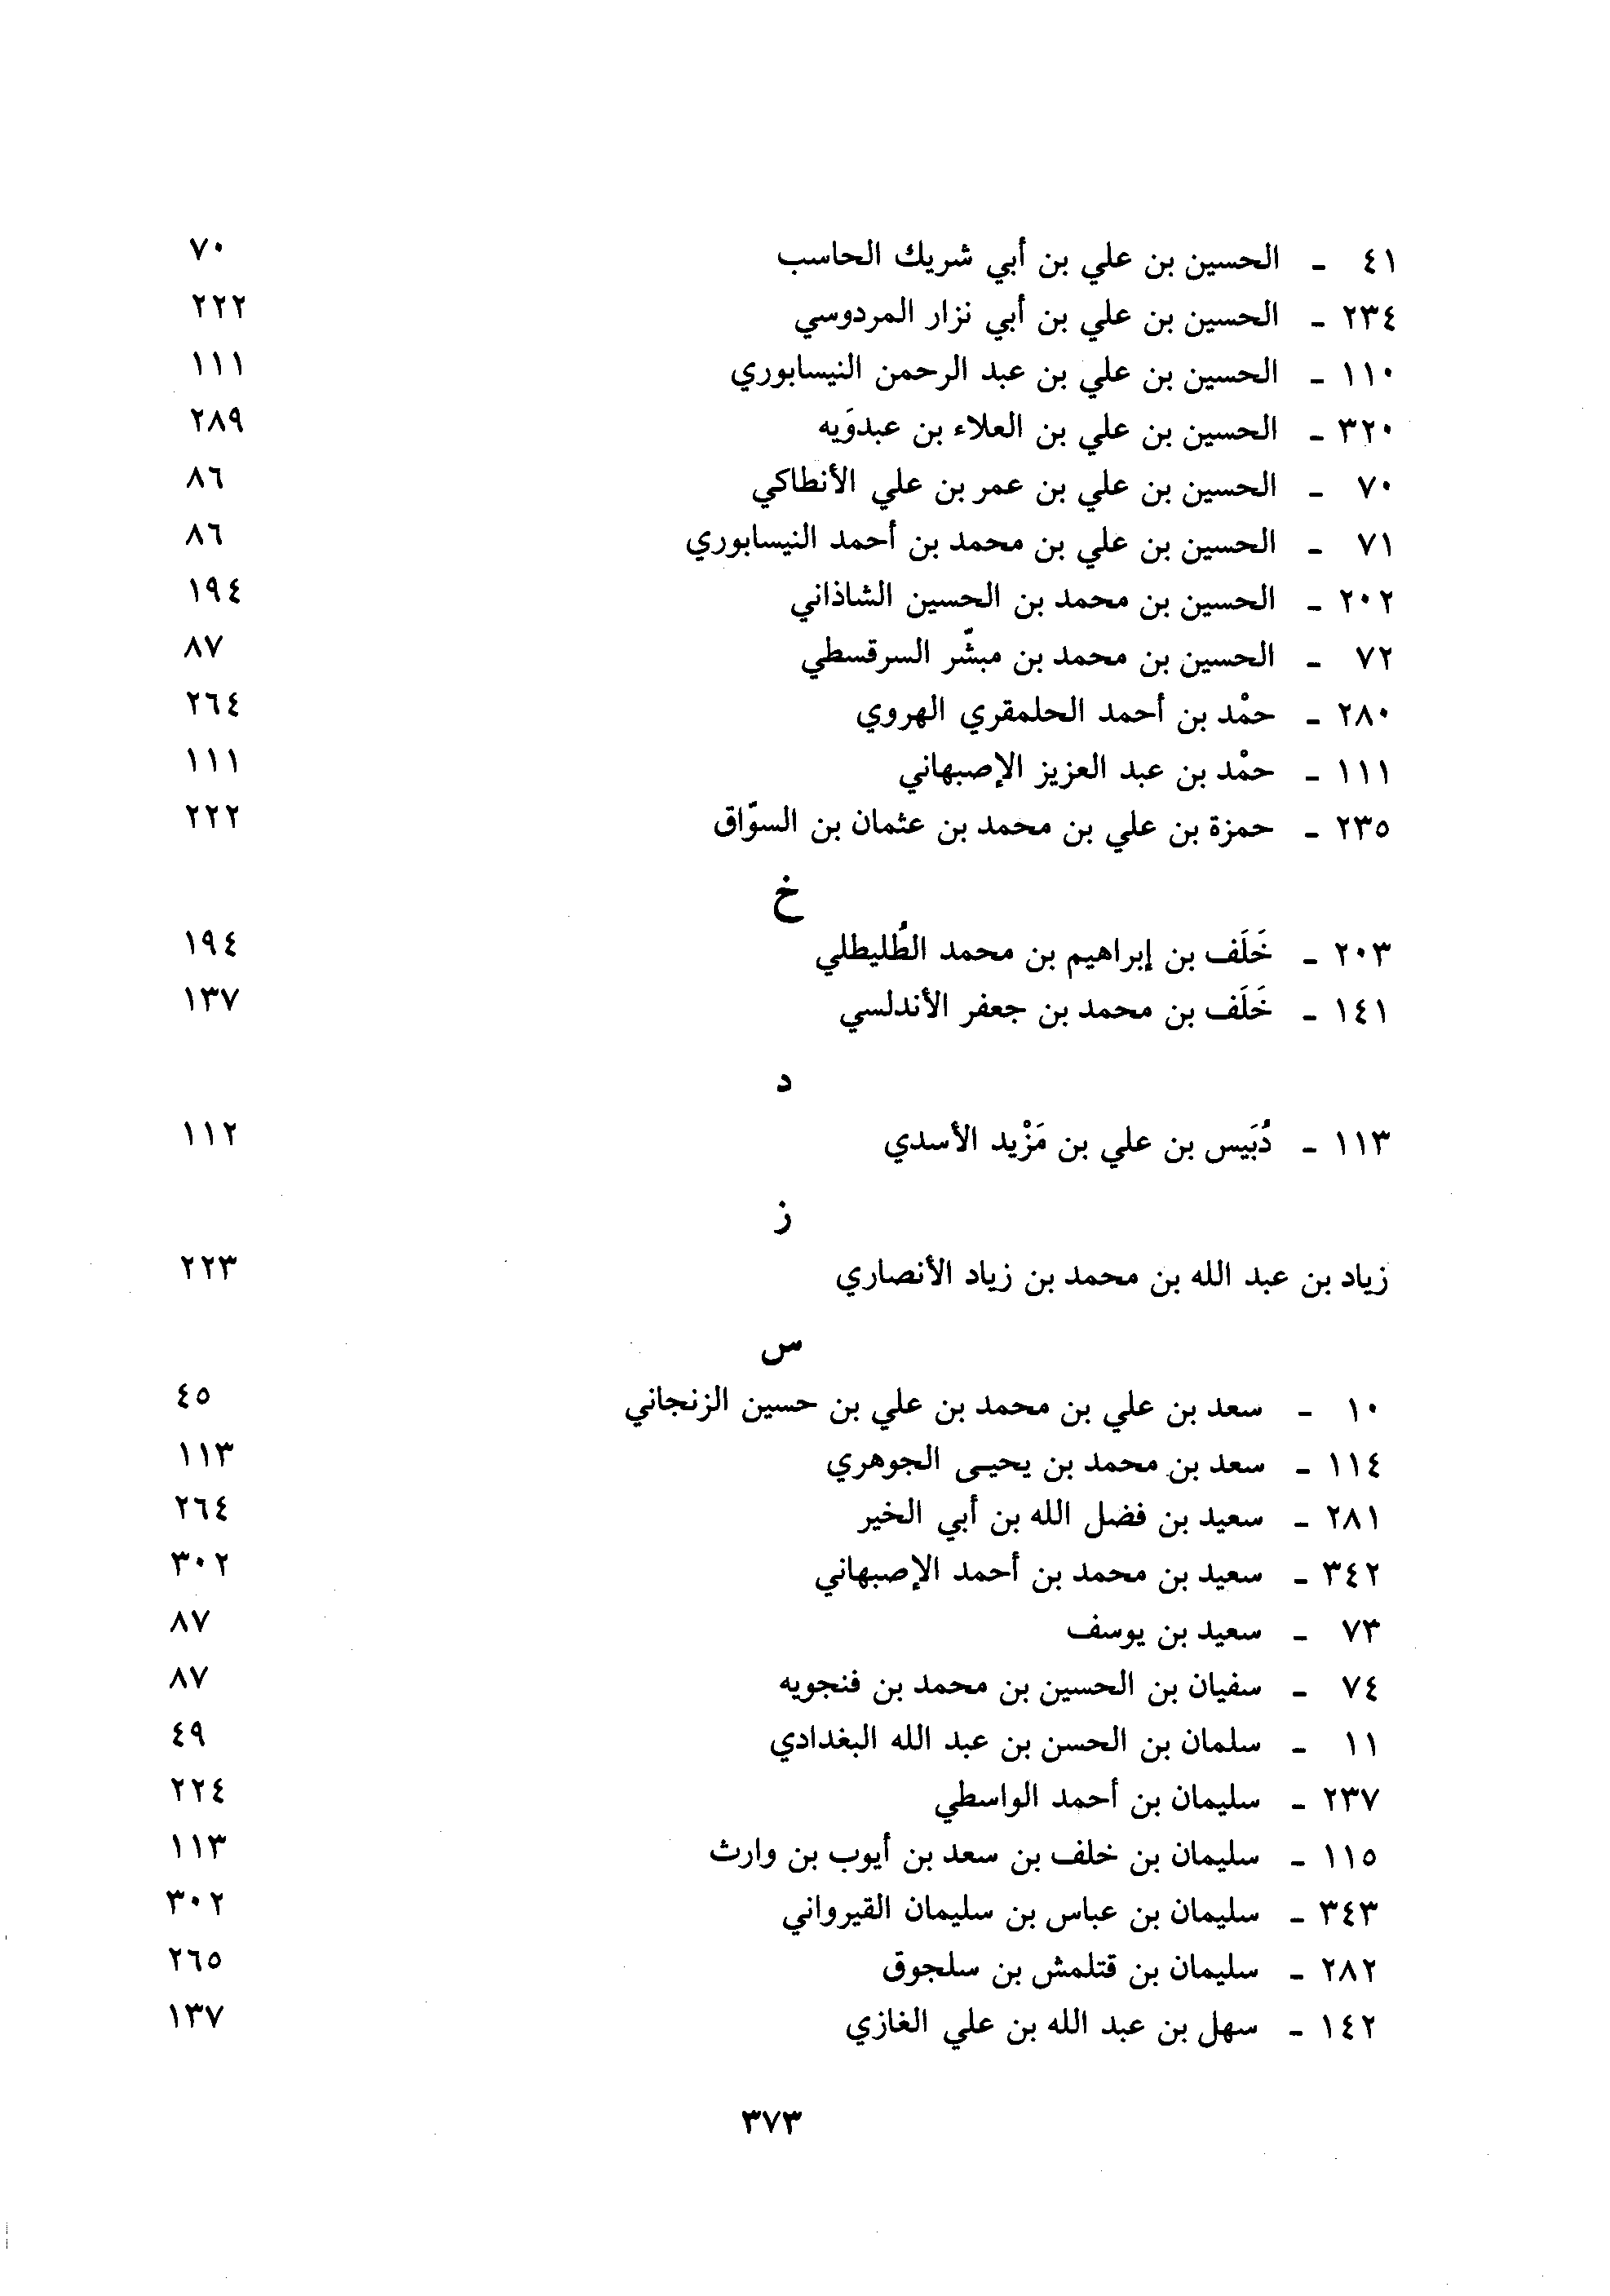 ٤١ - الحسين بن علي بن أبي شريك الحاسب ٧٠
٢٣٤ - الحسين بن علي بن أبي نزار المردوسي ٢٢٢
١١٠ - الحسين بن علي بن عبد الرحمن النيسابوري ١١١
٣٢٠ - الحسين بن علي بن العلاء بن عبدوَيه ٢٨٩
٧٠ - الحسين بن علي بن عمر بن علي الأنطاكي ٨٦
٧١ - الحسين بن علي بن محمد بن أحمد النيسابوري ٨٦
٢٠٢ - الحسين بن محمد بن الحسين الشاذاني ١٩٤
٧٢ - الحسين بن محمد بن مبشّر السرقسطي ٨٧
٢٨٠ - حمْد بن أحمد الحلمقري الهروي ٢٦٤
١١١ - حمْد بن عبد العزيز الإصبهاني ١١١
٢٣٥ - حمزة بن علي بن محمد بن عثمان بن السوّاق ٢٢٢
خ
٢٠٣ - خَلَف بن إبراهيم بن محمد الطُليطلي ١٩٤
١٤١ - خَلَف بن محمد بن جعفر الأندلسي ١٣٧
د
١١٣ - دُبَيس بن علي بن مَزْيد الأسدي ١١٢
ز
زياد بن عبد الله بن محمد بن زياد الأنصاري ٢٢٣
س
١٠ - سعد بن علي بن محمد بن علي بن حسين الزنجاني ٤٥
١١٤ - سعد بن محمد بن يحيى الجوهري ١١٣
٢٨١ - سعيد بن فضل الله بن أبي الخير ٢٦٤
٣٤٢ - سعيد بن محمد بن أحمد الإصبهاني ٣٠٢
٧٣ - سعيد بن يوسف ٨٧
٧٤ - سفيان بن الحسين بن محمد بن فنجويه ٨٧
١١ - سلمان بن الحسن بن عبد الله البغدادي ٤٩
٢٣٧ - سليمان بن أحمد الواسطي ٢٢٤
١١٥ - سليمان بن خلف بن سعد بن أيوب بن وارث ١١٣
٣٤٣ - سليمان بن عباس بن سليمان القيرواني ٣٠٢
٢٨٢ - سليمان بن قتلمش بن سلجوق ٢٦٥
١٤٢ - سهل بن عبد الله بن علي الغازي ١٣٧
٣٧٣